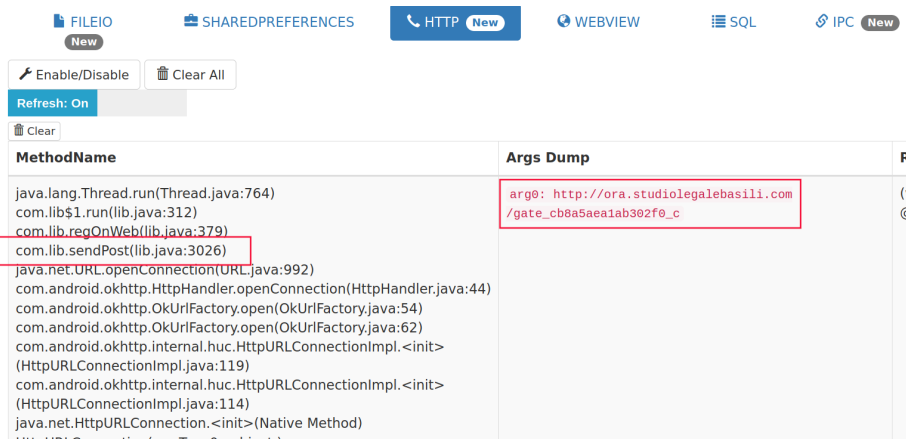 FILEIO New
SHAREDPREFERENCES
HTTP New
WEBVIEW
SQL
IPC New
Enable/Disable
Clear All
Refresh: On
Clear
MethodName
Args Dump
R
java.lang.Thread.run(Thread.java:764)
com.lib$1.run(lib.java:312)
com.lib.regOnWeb(lib.java:379)
com.lib.sendPost(lib.java:3026)
java.net.URL.openConnection(URL.java:992)
com.android.okhttp.HttpHandler.openConnection(HttpHandler.java:44)
com.android.okhttp.OkUrlFactory.open(OkUrlFactory.java:54)
com.android.okhttp.OkUrlFactory.open(OkUrlFactory.java:62)
com.android.okhttp.internal.huc.HttpURLConnectionImpl.<init>
(HttpURLConnectionImpl.java:119)
com.android.okhttp.internal.huc.HttpURLConnectionImpl.<init>
(HttpURLConnectionImpl.java:114)
java.net.HttpURLConnection.<init>(Native Method)
arg0: http://ora.studiolegalebasili.com
/gate_cb8a5aea1ab302f0_c
(
@